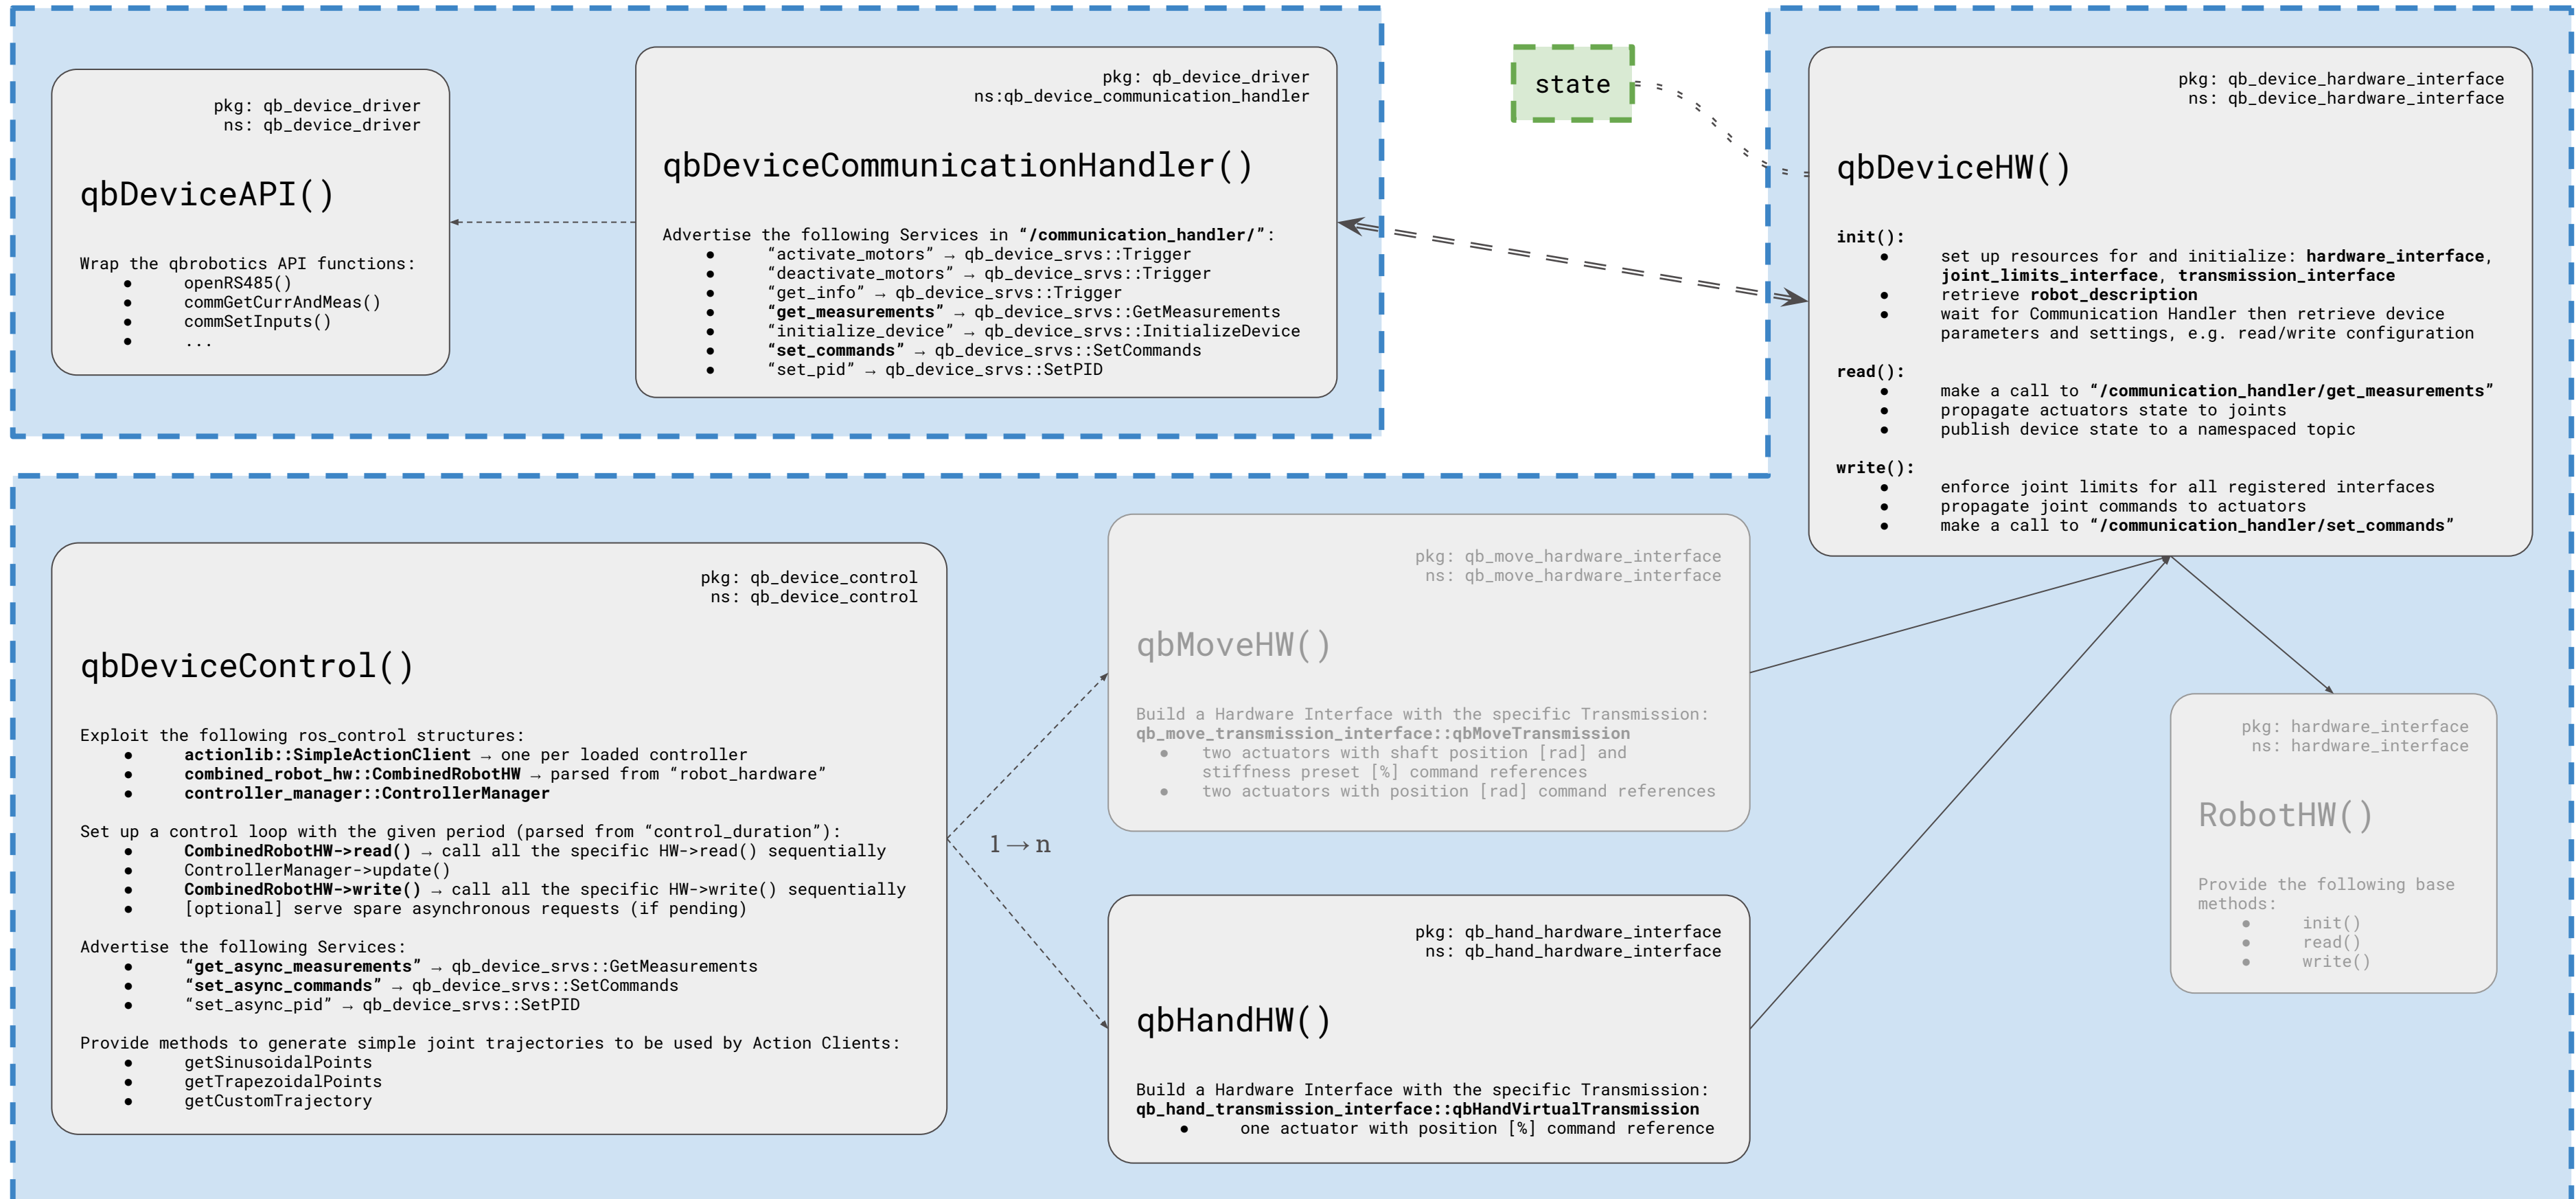 pkg: qb_device_driver
ns: qb_device_driver
qbDeviceAPI()
Wrap the qbrobotics API functions:
● openRS485()
● commGetCurrAndMeas()
● commSetInputs()
● ...
pkg: qb_device_driver
ns:qb_device_communication_handler
qbDeviceCommunicationHandler()
Advertise the following Services in “/communication_handler/”:
● “activate_motors” → qb_device_srvs::Trigger
● “deactivate_motors” → qb_device_srvs::Trigger
● “get_info” → qb_device_srvs::Trigger
● “get_measurements” → qb_device_srvs::GetMeasurements
● “initialize_device” → qb_device_srvs::InitializeDevice
● “set_commands” → qb_device_srvs::SetCommands
● “set_pid” → qb_device_srvs::SetPID
state
pkg: qb_device_hardware_interface
ns: qb_device_hardware_interface
qbDeviceHW()
init():
● set up resources for and initialize: hardware_interface,
joint_limits_interface, transmission_interface
● retrieve robot_description
● wait for Communication Handler then retrieve device
parameters and settings, e.g. read/write configuration
read():
● make a call to “/communication_handler/get_measurements”
● propagate actuators state to joints
● publish device state to a namespaced topic
write():
● enforce joint limits for all registered interfaces
● propagate joint commands to actuators
● make a call to “/communication_handler/set_commands”
pkg: qb_device_control
ns: qb_device_control
qbDeviceControl()
Exploit the following ros_control structures:
● actionlib::SimpleActionClient → one per loaded controller
● combined_robot_hw::CombinedRobotHW → parsed from “robot_hardware”
● controller_manager::ControllerManager
Set up a control loop with the given period (parsed from “control_duration”):
● CombinedRobotHW->read() → call all the specific HW->read() sequentially
● ControllerManager->update()
● CombinedRobotHW->write() → call all the specific HW->write() sequentially
● [optional] serve spare asynchronous requests (if pending)
Advertise the following Services:
● “get_async_measurements” → qb_device_srvs::GetMeasurements
● “set_async_commands” → qb_device_srvs::SetCommands
● “set_async_pid” → qb_device_srvs::SetPID
Provide methods to generate simple joint trajectories to be used by Action Clients:
● getSinusoidalPoints
● getTrapezoidalPoints
● getCustomTrajectory
1→n
pkg: qb_move_hardware_interface
ns: qb_move_hardware_interface
qbMoveHW()
Build a Hardware Interface with the specific Transmission:
qb_move_transmission_interface::qbMoveTransmission
● two actuators with shaft position [rad] and
stiffness preset [%] command references
● two actuators with position [rad] command references
pkg: qb_hand_hardware_interface
ns: qb_hand_hardware_interface
qbHandHW()
Build a Hardware Interface with the specific Transmission:
qb_hand_transmission_interface::qbHandVirtualTransmission
● one actuator with position [%] command reference
pkg: hardware_interface
ns: hardware_interface
RobotHW()
Provide the following base
methods:
● init()
● read()
● write()